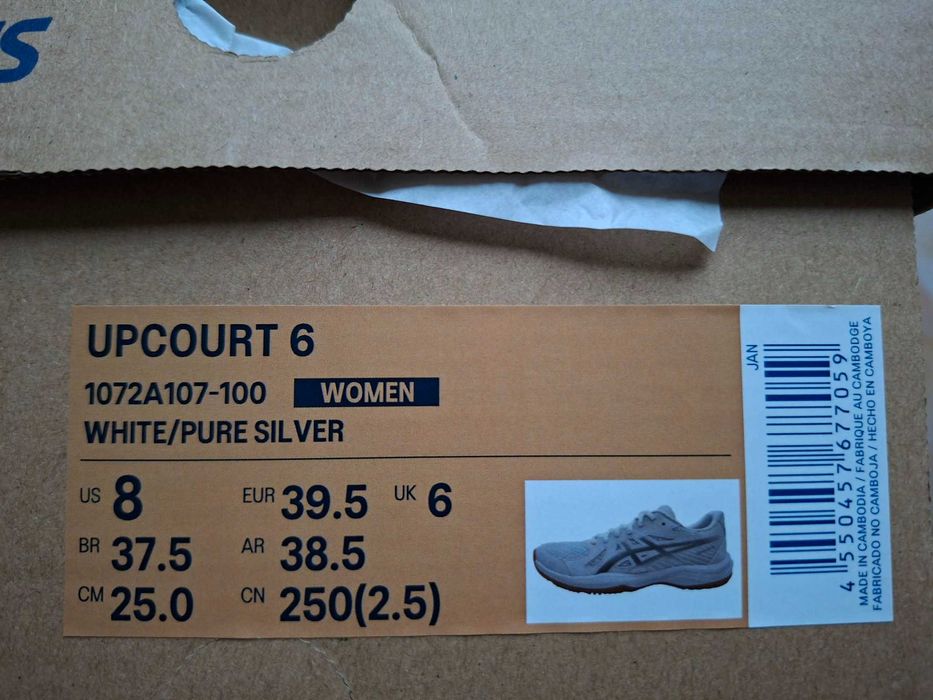 S
UPCOURT 6
1072A107-100 WOMEN
WHITE/PURE SILVER
US 8 EUR 39.5 UK 6
BR 37.5 AR 38.5
CM 25.0 CN 250(2.5)
JAN
4 550457 677059
MADE IN CAMBODIA / FABRIQUE AU CAMBODGE
FABRICADO NO CAMBOJA / HECHO EN CAMBOYA